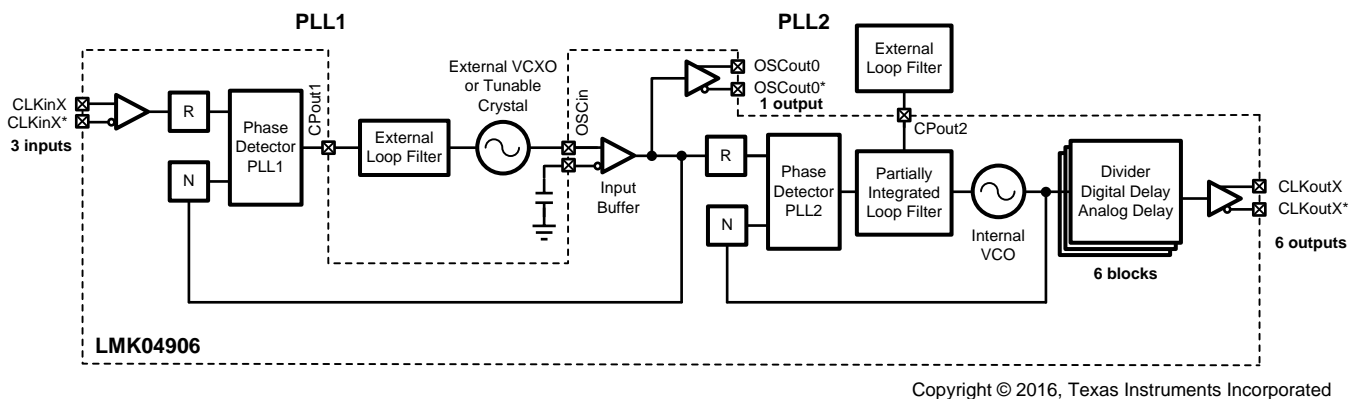 PLL1
PLL2
CLKinX
CLKinX*
3 inputs
R
N
Phase
Detector
PLL1
CPout1
External
Loop Filter
External VCXO
or Tunable
Crystal
OSCin
Input
Buffer
OSCout0
OSCout0*
1 output
R
N
Phase
Detector
PLL2
External
Loop Filter
CPout2
Partially
Integrated
Loop Filter
Internal
VCO
Divider
Digital Delay
Analog Delay
6 blocks
CLKoutX
CLKoutX*
6 outputs
LMK04906
Copyright © 2016, Texas Instruments Incorporated